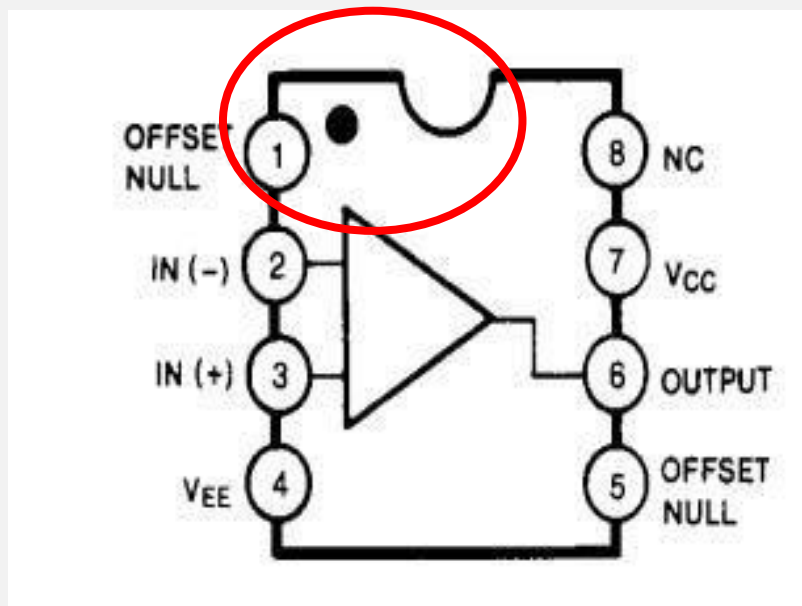 OFFSET
NULL
1
8
NC
IN (-)
2
7
VCC
IN (+)
3
6
OUTPUT
VEE
4
5
OFFSET
NULL